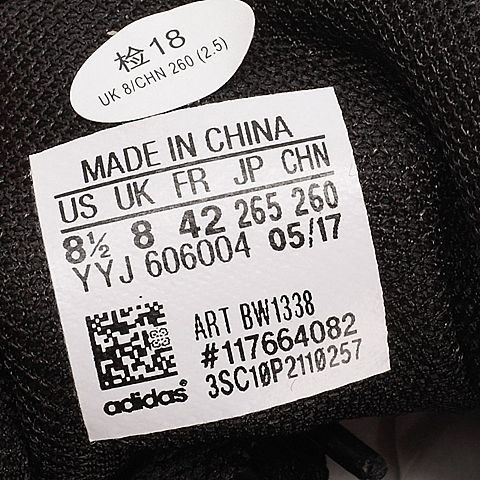 检18
UK 8/CHN 260 (2.5)
MADE IN CHINA
US UK FR JP CHN
8½ 8 42 265 260
YYJ 606004 05/17
ART BW1338
#117664082
3SC10P2110257
adidas®